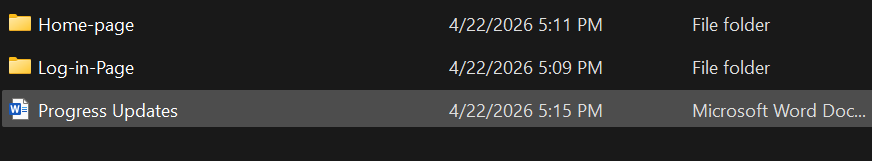 Home-page 4/22/2026 5:11 PM File folder
Log-in-Page 4/22/2026 5:09 PM File folder
Progress Updates 4/22/2026 5:15 PM Microsoft Word Doc...